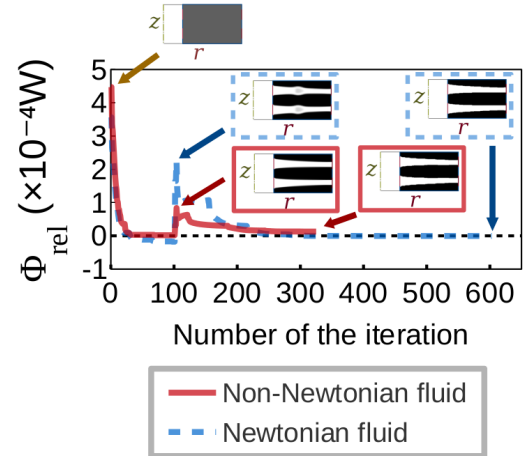 z
r
Φrel (×10−4W)
5
4
3
2
1
0
-1
z
r
z
r
z
r
z
r
0 100 200 300 400 500 600
Number of the iteration
Non-Newtonian fluid
Newtonian fluid